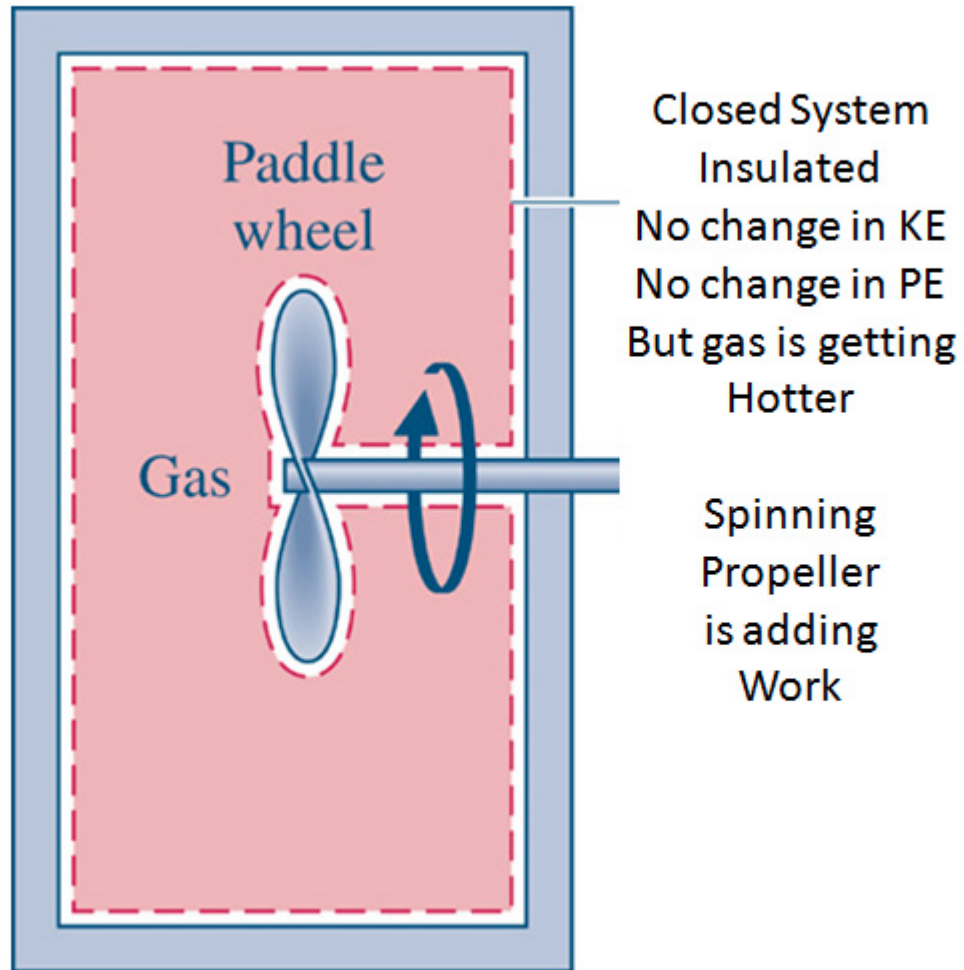 Paddle
wheel
Gas
Closed System
Insulated
No change in KE
No change in PE
But gas is getting
Hotter
Spinning
Propeller
is adding
Work